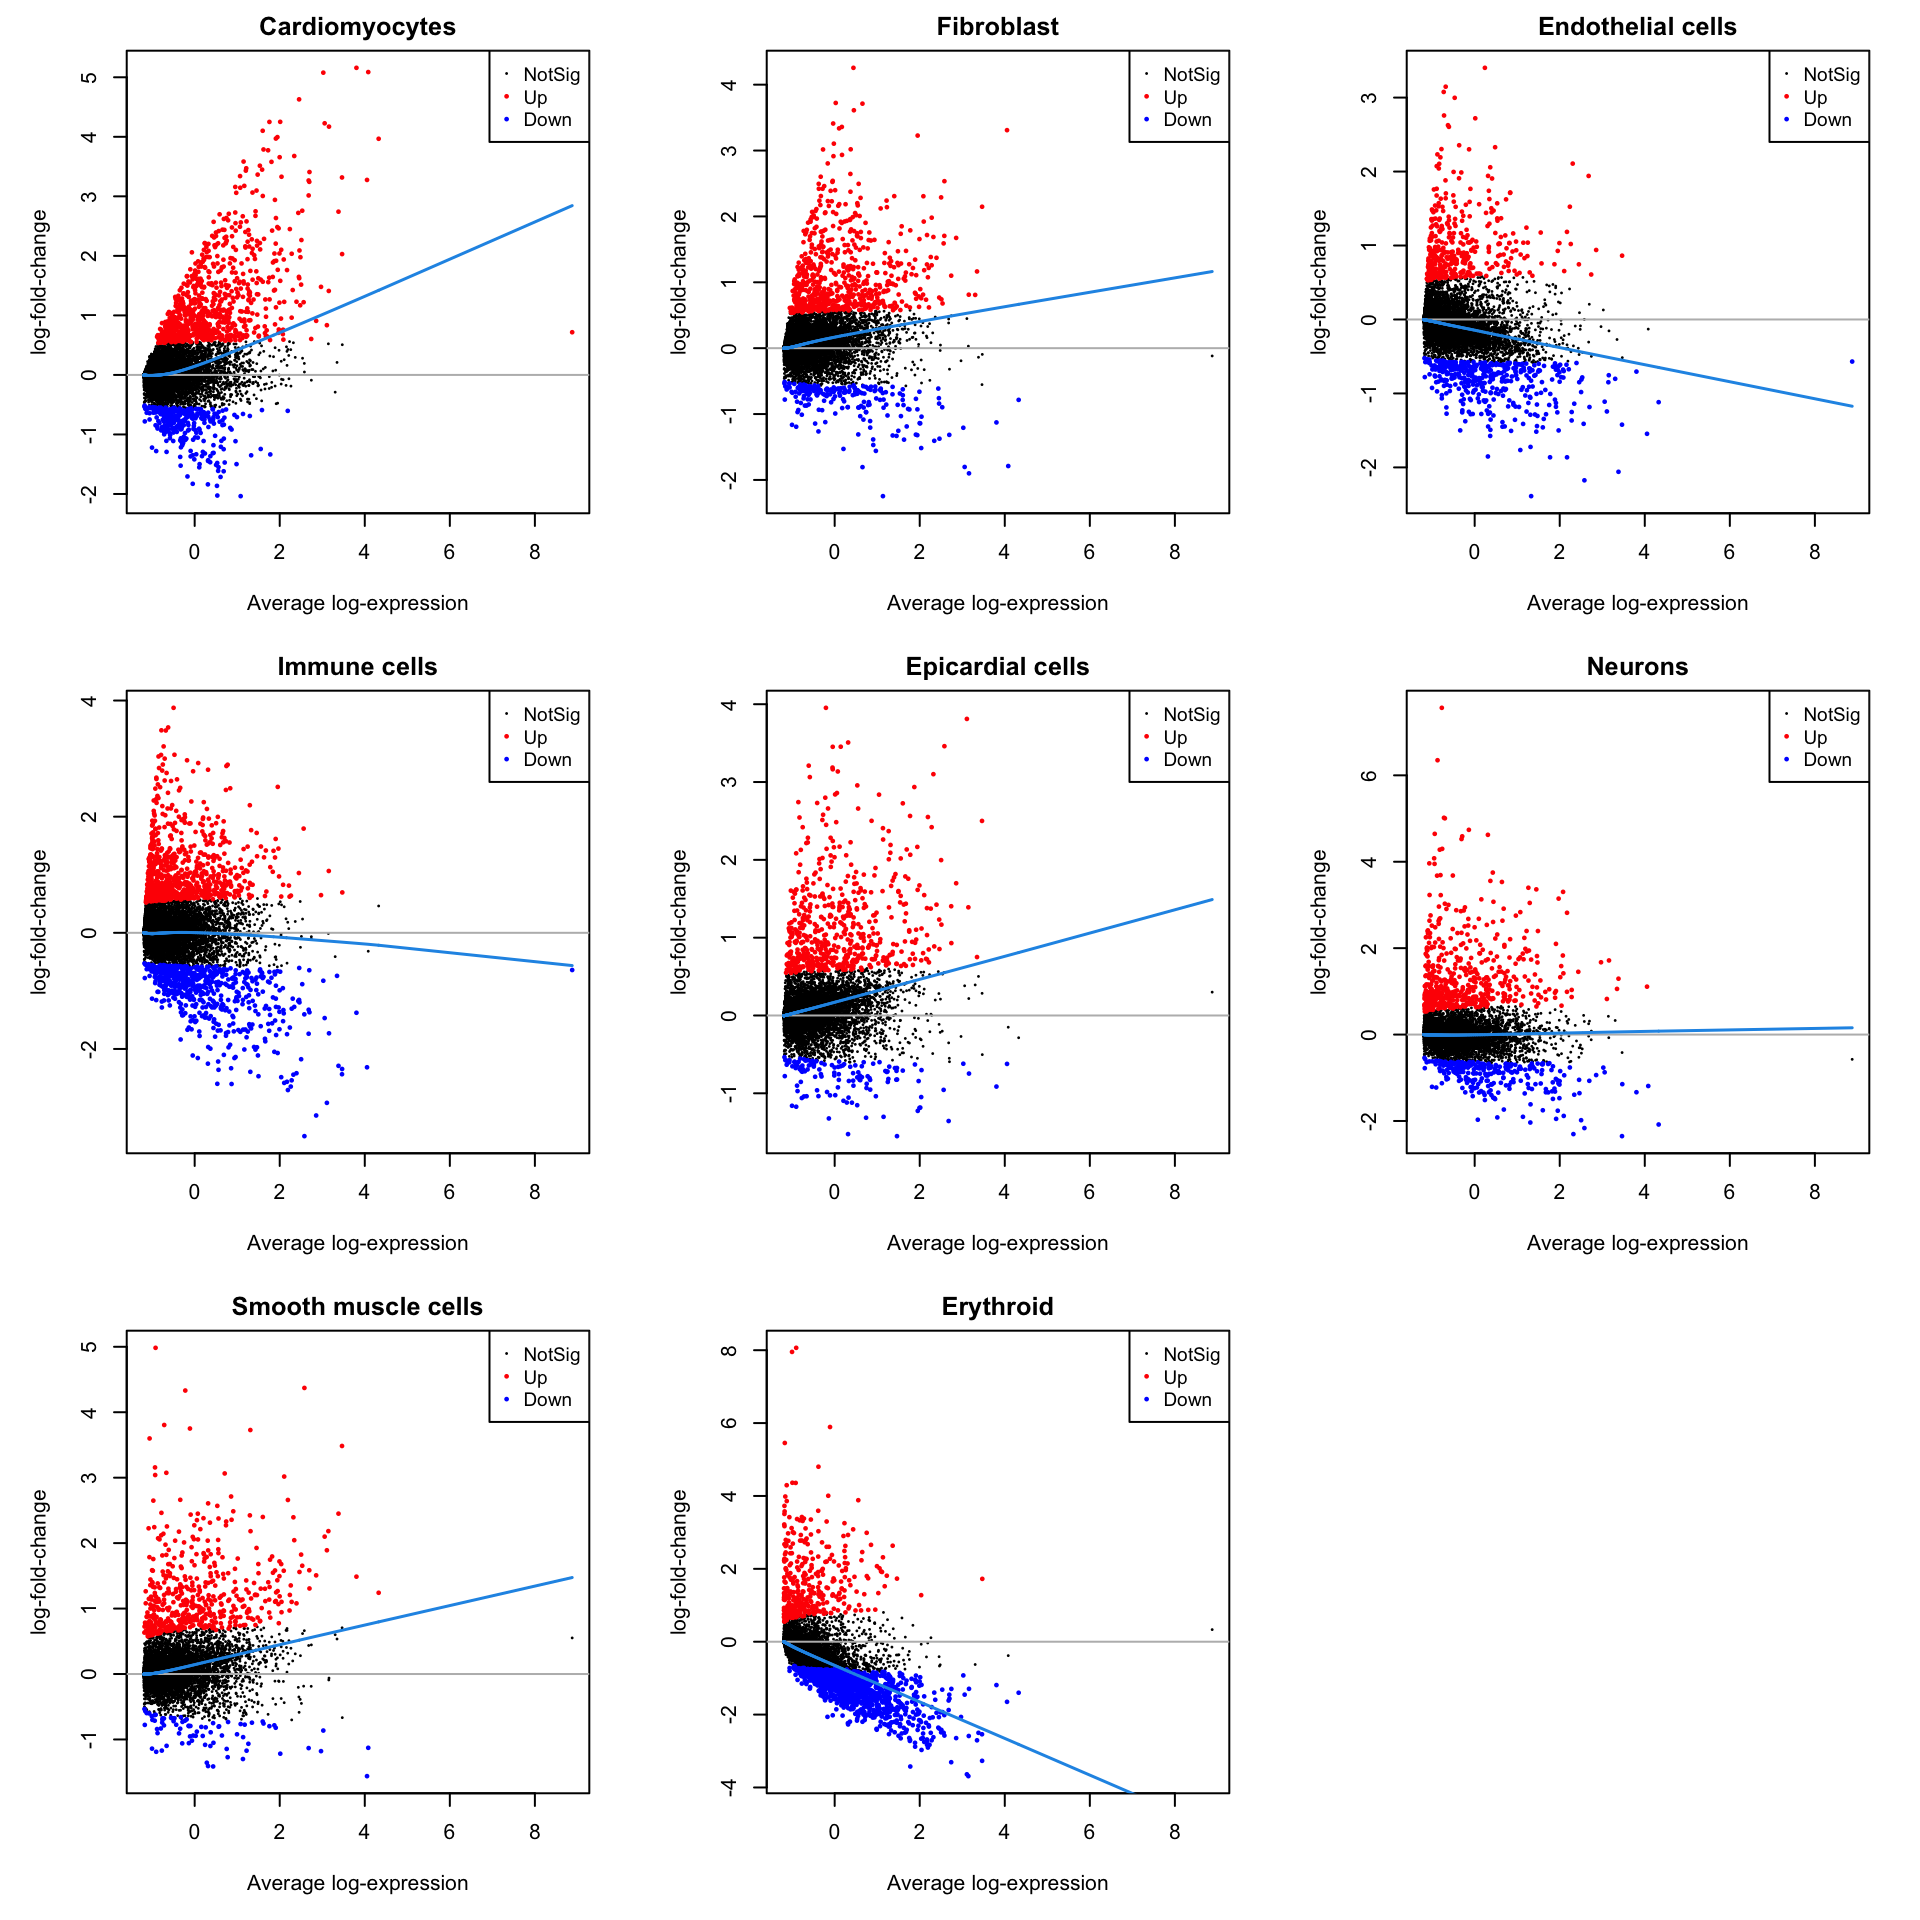 Cardiomyocytes
NotSig
Up
Down
log-fold-change
5
4
3
2
1
0
-1
-2
0 2 4 6 8
Average log-expression
Fibroblast
NotSig
Up
Down
log-fold-change
4
3
2
1
0
-1
-2
0 2 4 6 8
Average log-expression
Endothelial cells
NotSig
Up
Down
log-fold-change
3
2
1
0
-1
-2
0 2 4 6 8
Average log-expression
Immune cells
NotSig
Up
Down
log-fold-change
4
2
0
-2
0 2 4 6 8
Average log-expression
Epicardial cells
NotSig
Up
Down
log-fold-change
4
3
2
1
0
-1
0 2 4 6 8
Average log-expression
Neurons
NotSig
Up
Down
log-fold-change
6
4
2
0
-2
0 2 4 6 8
Average log-expression
Smooth muscle cells
NotSig
Up
Down
log-fold-change
5
4
3
2
1
0
-1
0 2 4 6 8
Average log-expression
Erythroid
NotSig
Up
Down
log-fold-change
8
6
4
2
0
-2
-4
0 2 4 6 8
Average log-expression